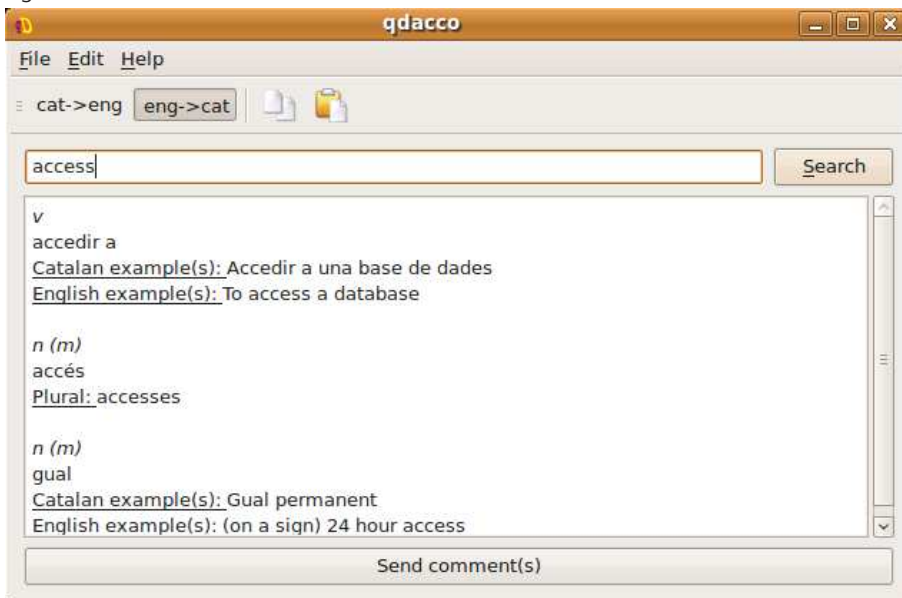 qdacco
File Edit Help
cat->eng eng->cat
access Search
v
accedir a
Catalan example(s): Accedir a una base de dades
English example(s): To access a database
n (m)
accés
Plural: accesses
n (m)
gual
Catalan example(s): Gual permanent
English example(s): (on a sign) 24 hour access
Send comment(s)